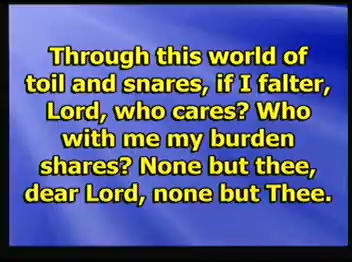 Through this world of
toil and snares, if I falter,
Lord, who cares? Who
with me my burden
shares? None but thee,
dear Lord, none but Thee.